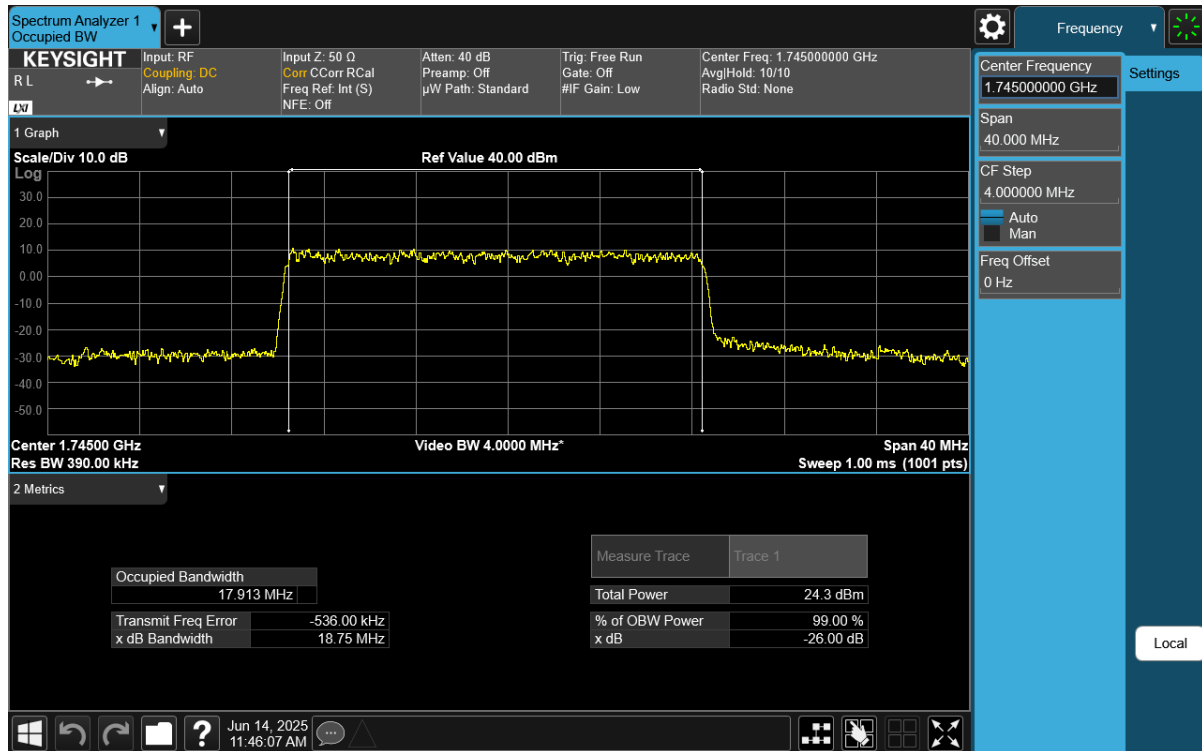 Spectrum Analyzer 1
Occupied BW
Frequency
KEYSIGHT
R L
LXI
Input: RF
Coupling: DC
Align: Auto
Input Z: 50 Ω
Corr CCorr RCal
Freq Ref: Int (S)
NFE: Off
Atten: 40 dB
Preamp: Off
µW Path: Standard
Trig: Free Run
Gate: Off
#IF Gain: Low
Center Freq: 1.745000000 GHz
Avg|Hold: 10/10
Radio Std: None
Center Frequency
1.745000000 GHz
Settings
Span
40.000 MHz
CF Step
4.000000 MHz
Auto
Man
Freq Offset
0 Hz
Local
1 Graph
Scale/Div 10.0 dB
Ref Value 40.00 dBm
Log
30.0
20.0
10.0
0.00
-10.0
-20.0
-30.0
-40.0
-50.0
Center 1.74500 GHz
Video BW 4.0000 MHz*
Span 40 MHz
Res BW 390.00 kHz
Sweep 1.00 ms (1001 pts)
2 Metrics
Measure Trace
Trace 1
Occupied Bandwidth
17.913 MHz
Total Power 24.3 dBm
Transmit Freq Error -536.00 kHz
% of OBW Power 99.00 %
x dB Bandwidth 18.75 MHz
x dB -26.00 dB
?
Jun 14, 2025
11:46:07 AM